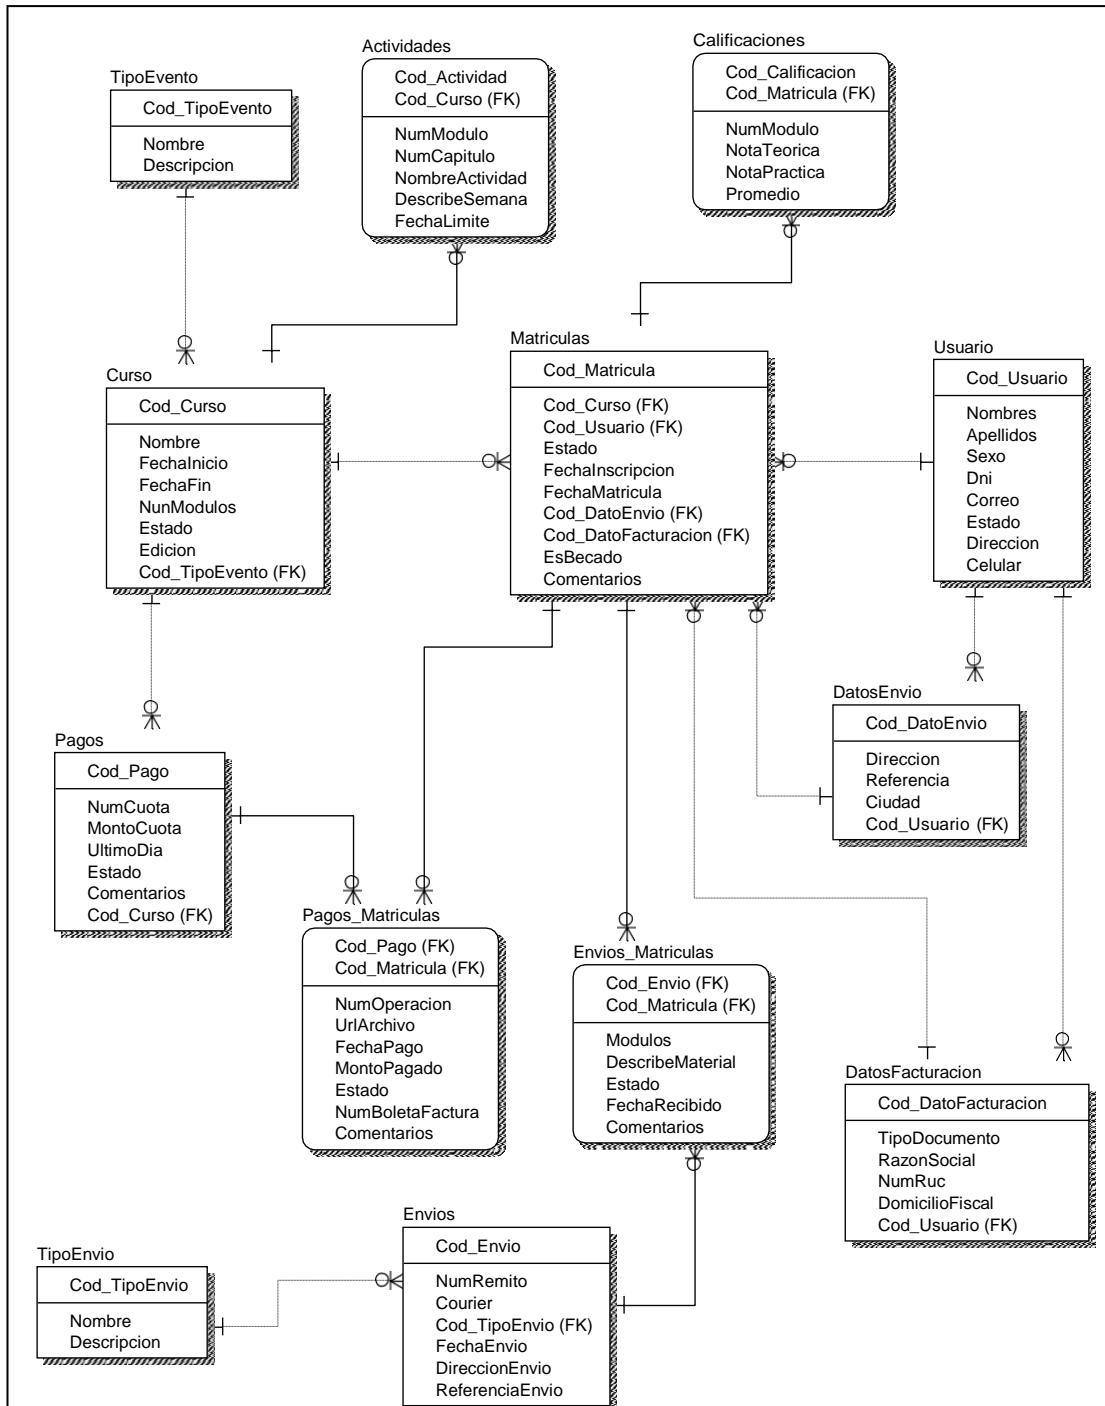 Actividades
Cod_Actividad
Cod_Curso (FK)
NumModulo
NumCapitulo
NombreActividad
DescribeSemana
FechaLimite
Calificaciones
Cod_Calificacion
Cod_Matricula (FK)
NumModulo
NotaTeorica
NotaPractica
Promedio
TipoEvento
Cod_TipoEvento
Nombre
Descripcion
Curso
Cod_Curso
Nombre
FechaInicio
FechaFin
NunModulos
Estado
Edicion
Cod_TipoEvento (FK)
Matriculas
Cod_Matricula
Cod_Curso (FK)
Cod_Usuario (FK)
Estado
FechaInscripcion
FechaMatricula
Cod_DatoEnvio (FK)
Cod_DatoFacturacion (FK)
EsBecado
Comentarios
Usuario
Cod_Usuario
Nombres
Apellidos
Sexo
Dni
Correo
Estado
Direccion
Celular
DatosEnvio
Cod_DatoEnvio
Direccion
Referencia
Ciudad
Cod_Usuario (FK)
Pagos
Cod_Pago
NumCuota
MontoCuota
UltimoDia
Estado
Comentarios
Cod_Curso (FK)
Pagos_Matriculas
Cod_Pago (FK)
Cod_Matricula (FK)
NumOperacion
UrlArchivo
FechaPago
MontoPagado
Estado
NumBoletaFactura
Comentarios
Envios_Matriculas
Cod_Envio (FK)
Cod_Matricula (FK)
Modulos
DescribeMaterial
Estado
FechaRecibido
Comentarios
DatosFacturacion
Cod_DatoFacturacion
TipoDocumento
RazonSocial
NumRuc
DomicilioFiscal
Cod_Usuario (FK)
TipoEnvio
Cod_TipoEnvio
Nombre
Descripcion
Envios
Cod_Envio
NumRemito
Courier
Cod_TipoEnvio (FK)
FechaEnvio
DireccionEnvio
ReferenciaEnvio